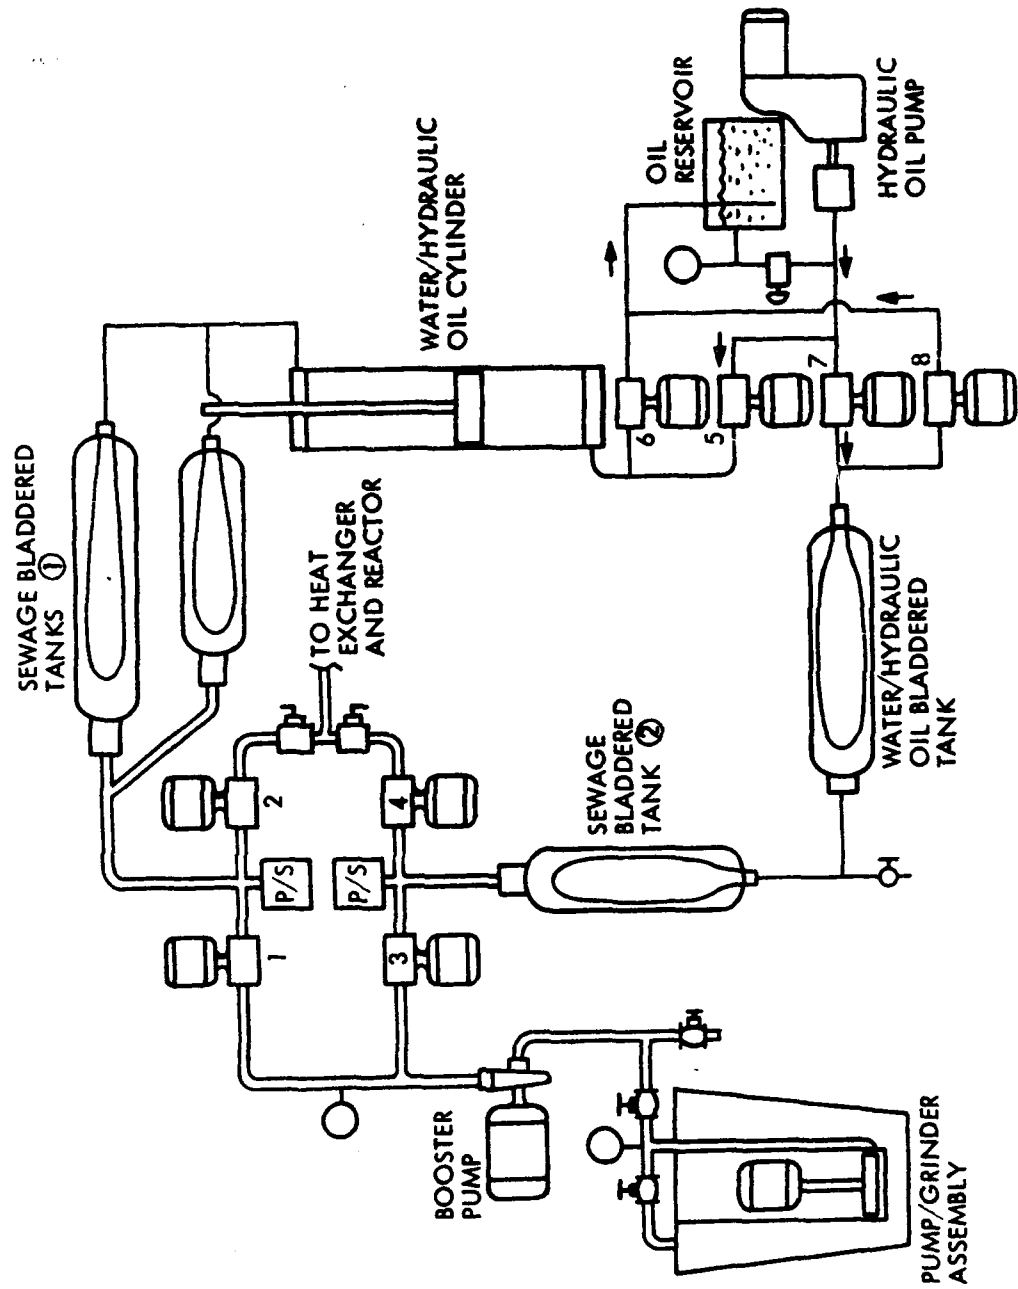 SEWAGE BLADDERED
TANKS ①
WATER/HYDRAULIC
OIL CYLINDER
OIL
RESERVOIR
HYDRAULIC
OIL PUMP
TO HEAT
EXCHANGER
AND REACTOR
6
5
7
8
2
4
P/S
P/S
1
3
SEWAGE
BLADDERED
TANK ②
WATER/HYDRAULIC
OIL BLADDERED
TANK
BOOSTER
PUMP
PUMP/GRINDER
ASSEMBLY